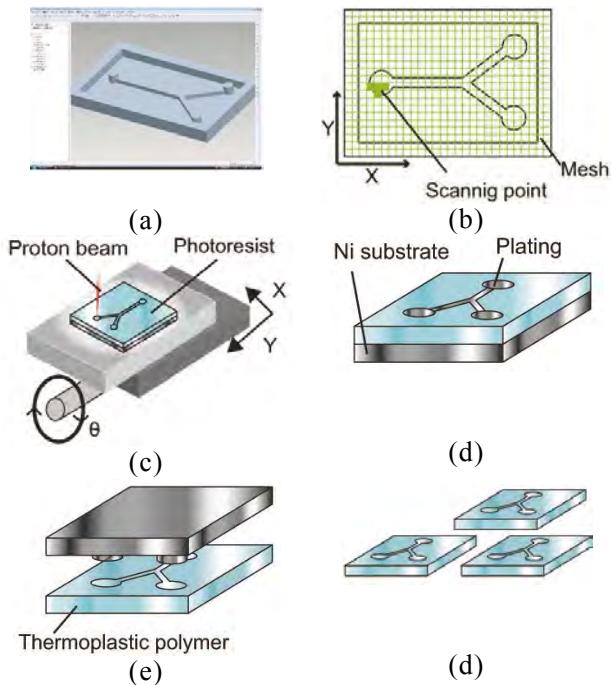 (a)
Y
X
Mesh
Scannig point
(b)
Proton beam
Photoresist
X
Y
θ
(c)
Ni substrate
Plating
(d)
Thermoplastic polymer
(e)
(d)